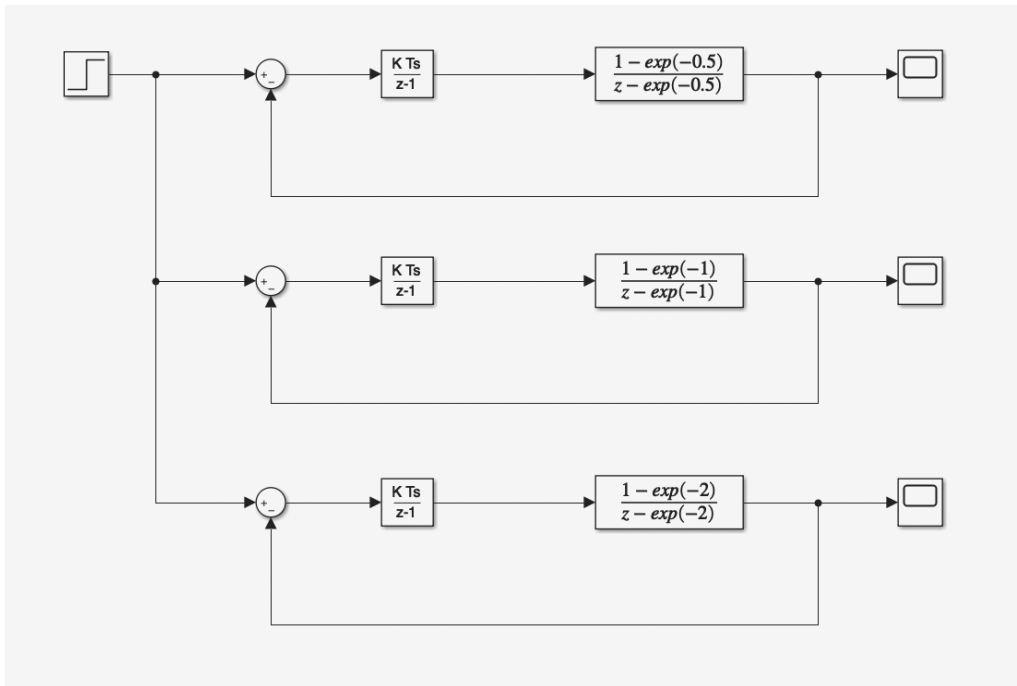 +
−
K Ts
z-1
1 − exp(−0.5)
z − exp(−0.5)
+
−
K Ts
z-1
1 − exp(−1)
z − exp(−1)
+
−
K Ts
z-1
1 − exp(−2)
z − exp(−2)